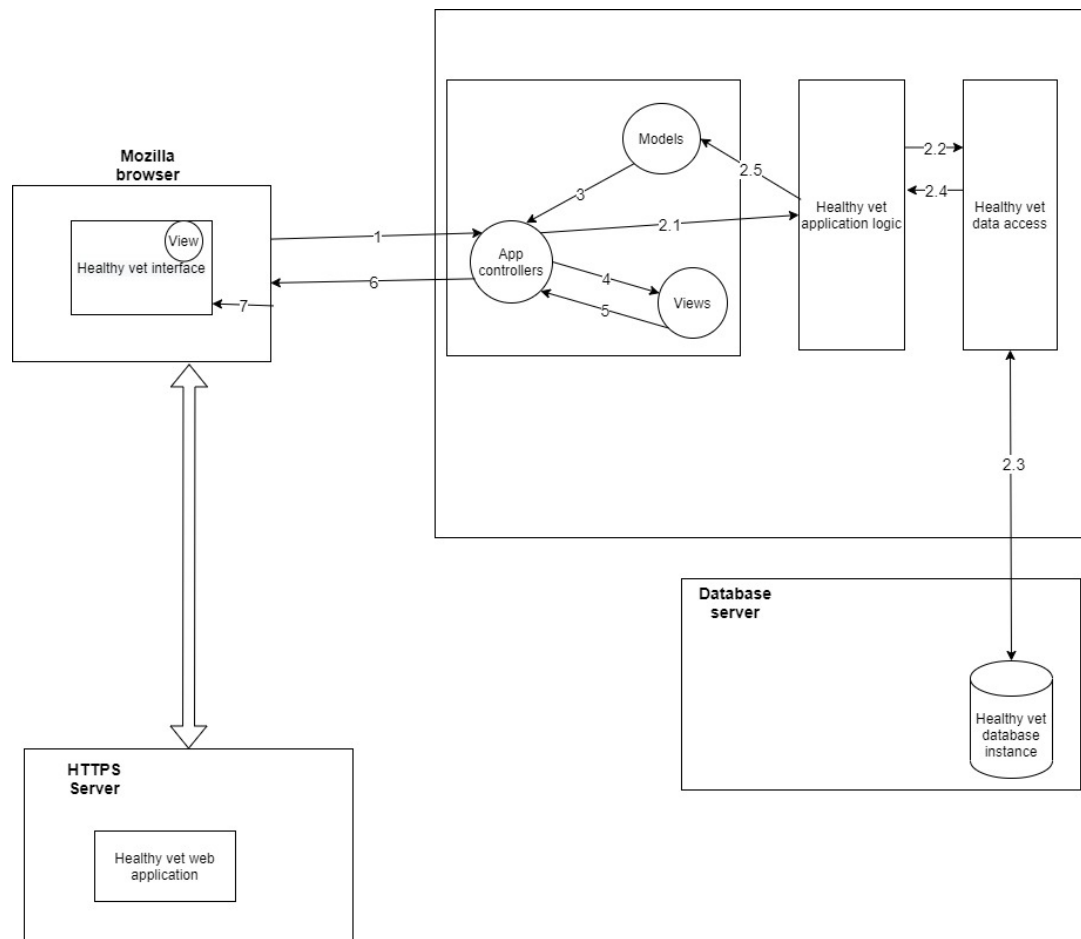 Mozilla
browser
View
Healthy vet interface
1
6
7
Models
3
2.5
2.1
App
controllers
4
5
Views
Healthy vet
application logic
2.2
2.4
Healthy vet
data access
2.3
Database
server
Healthy vet
database
instance
HTTPS
Server
Healthy vet web
application